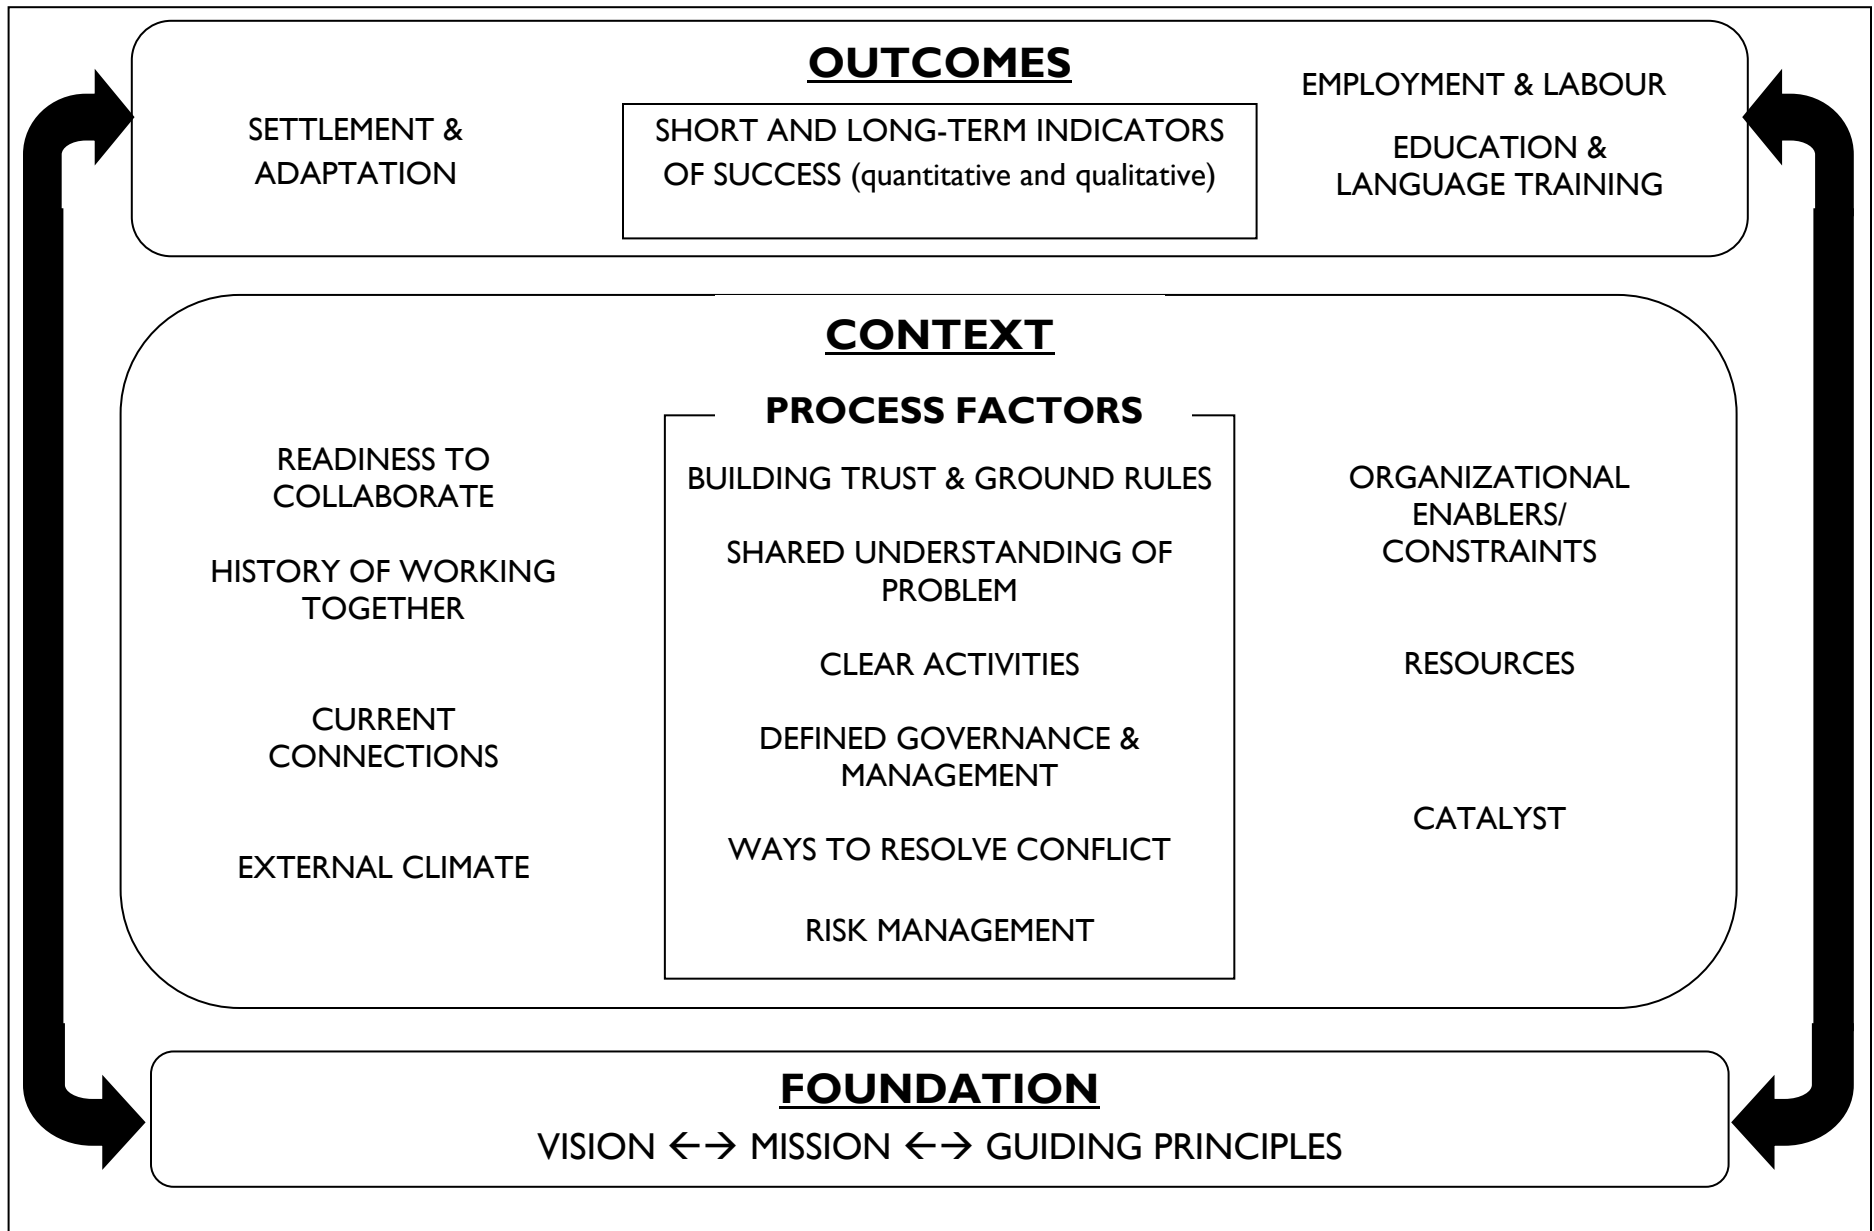 OUTCOMES
SETTLEMENT &
ADAPTATION
SHORT AND LONG-TERM INDICATORS
OF SUCCESS (quantitative and qualitative)
EMPLOYMENT & LABOUR
EDUCATION &
LANGUAGE TRAINING
CONTEXT
READINESS TO
COLLABORATE
HISTORY OF WORKING
TOGETHER
CURRENT
CONNECTIONS
EXTERNAL CLIMATE
PROCESS FACTORS
BUILDING TRUST & GROUND RULES
SHARED UNDERSTANDING OF
PROBLEM
CLEAR ACTIVITIES
DEFINED GOVERNANCE &
MANAGEMENT
WAYS TO RESOLVE CONFLICT
RISK MANAGEMENT
ORGANIZATIONAL
ENABLERS/
CONSTRAINTS
RESOURCES
CATALYST
FOUNDATION
VISION ←→ MISSION ←→ GUIDING PRINCIPLES